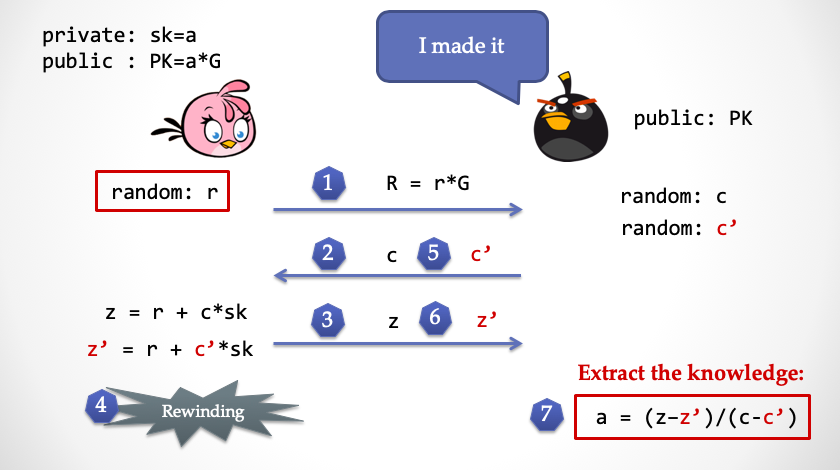 private: sk=a
public : PK=a*G
I made it
public: PK
random: r
1 R = r*G
random: c
random: c’
2 c 5 c’
z = r + c*sk
3 z 6 z’
z’ = r + c’*sk
Extract the knowledge:
4 Rewinding
7 a = (z–z’)/(c-c’)